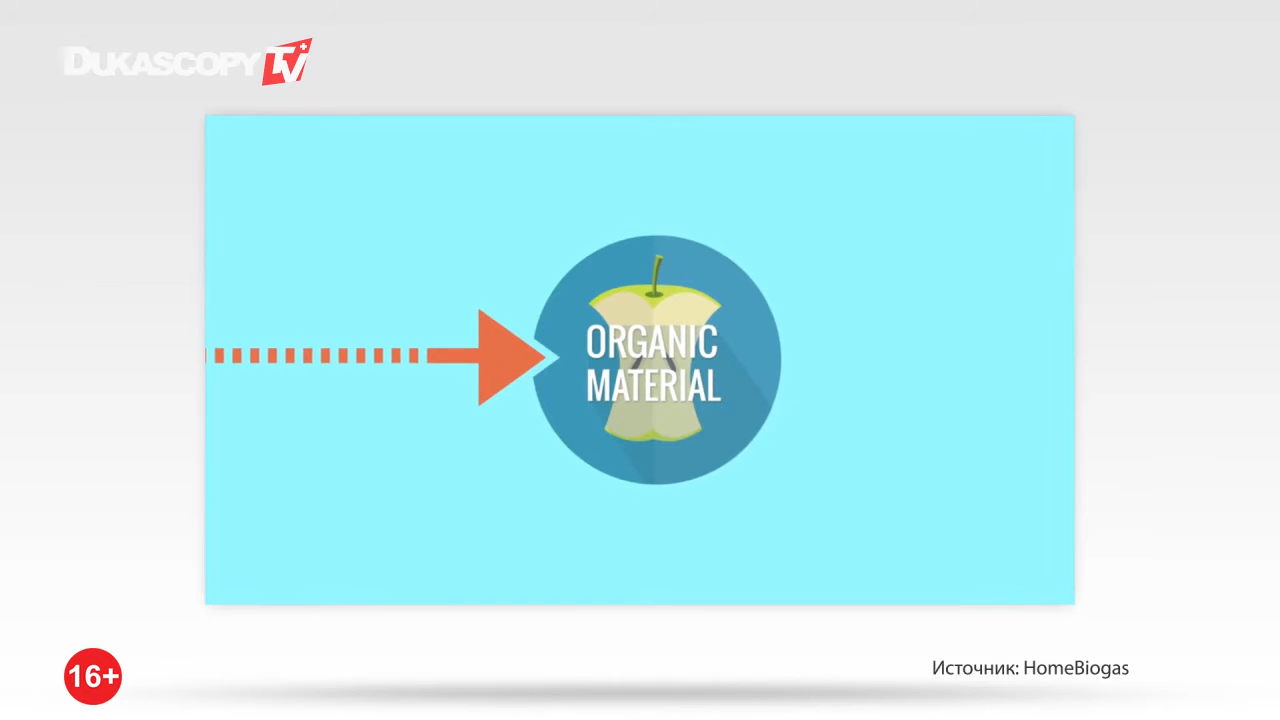 DUKASCOPY TV+
ORGANIC
MATERIAL
16+
Источник: HomeBiogas